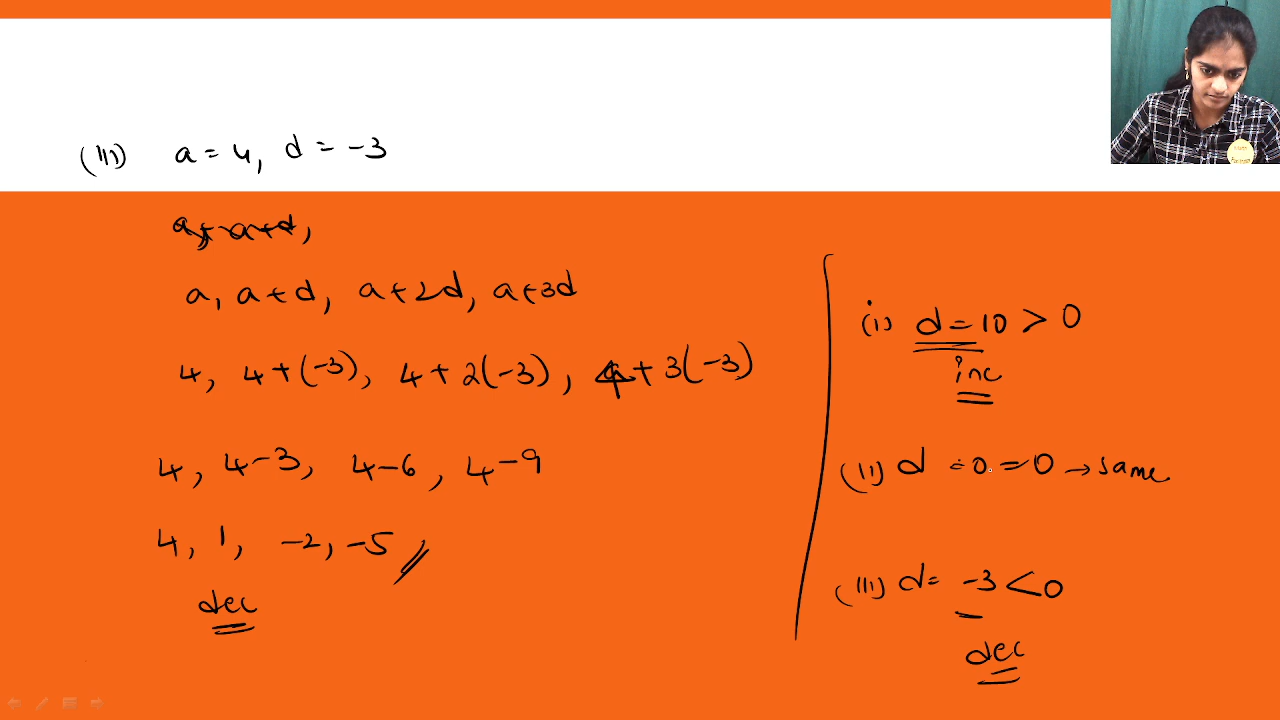 (III) a = 4, d = -3
a, a+d,
a, a+d, a+2d, a+3d
4, 4+(-3), 4+2(-3), 4+3(-3)
4, 4-3, 4-6, 4-9
4, 1, -2, -5
dec
(i) d = 10 > 0
inc
(II) d = 0 = 0 → same
(III) d = -3 < 0
dec